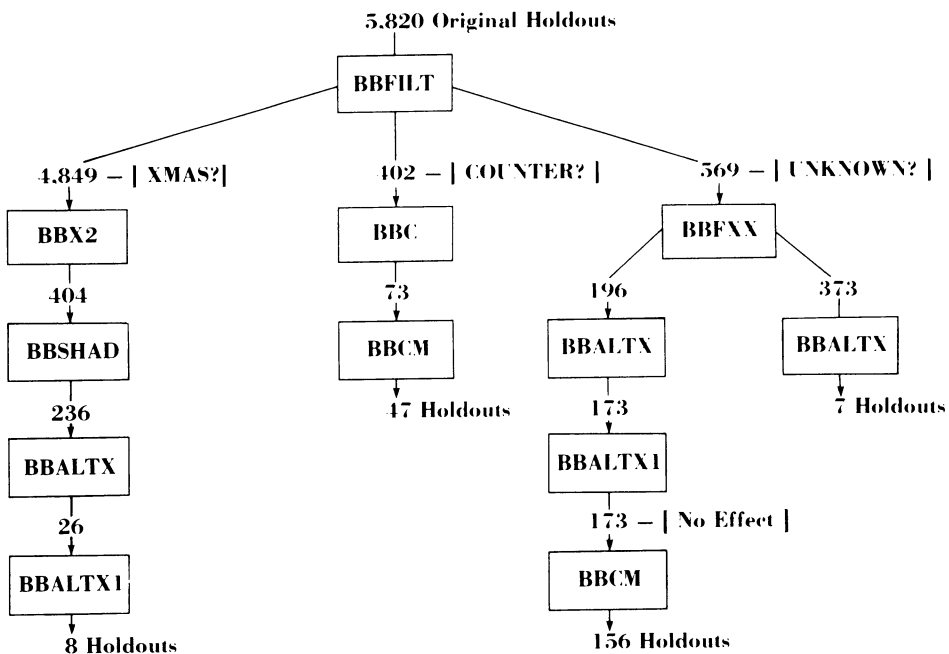 5,820 Original Holdouts
BBFILT
4,849 – | XMAS? |
402 – | COUNTER? |
569 – | UNKNOWN? |
BBX2
BBC
BBFXX
404
73
196
373
BBSHAD
BBCM
BBALTX
BBALTX
236
47 Holdouts
173
7 Holdouts
BBALTX
BBALTX1
26
173 – | No Effect |
BBALTX1
BBCM
8 Holdouts
156 Holdouts